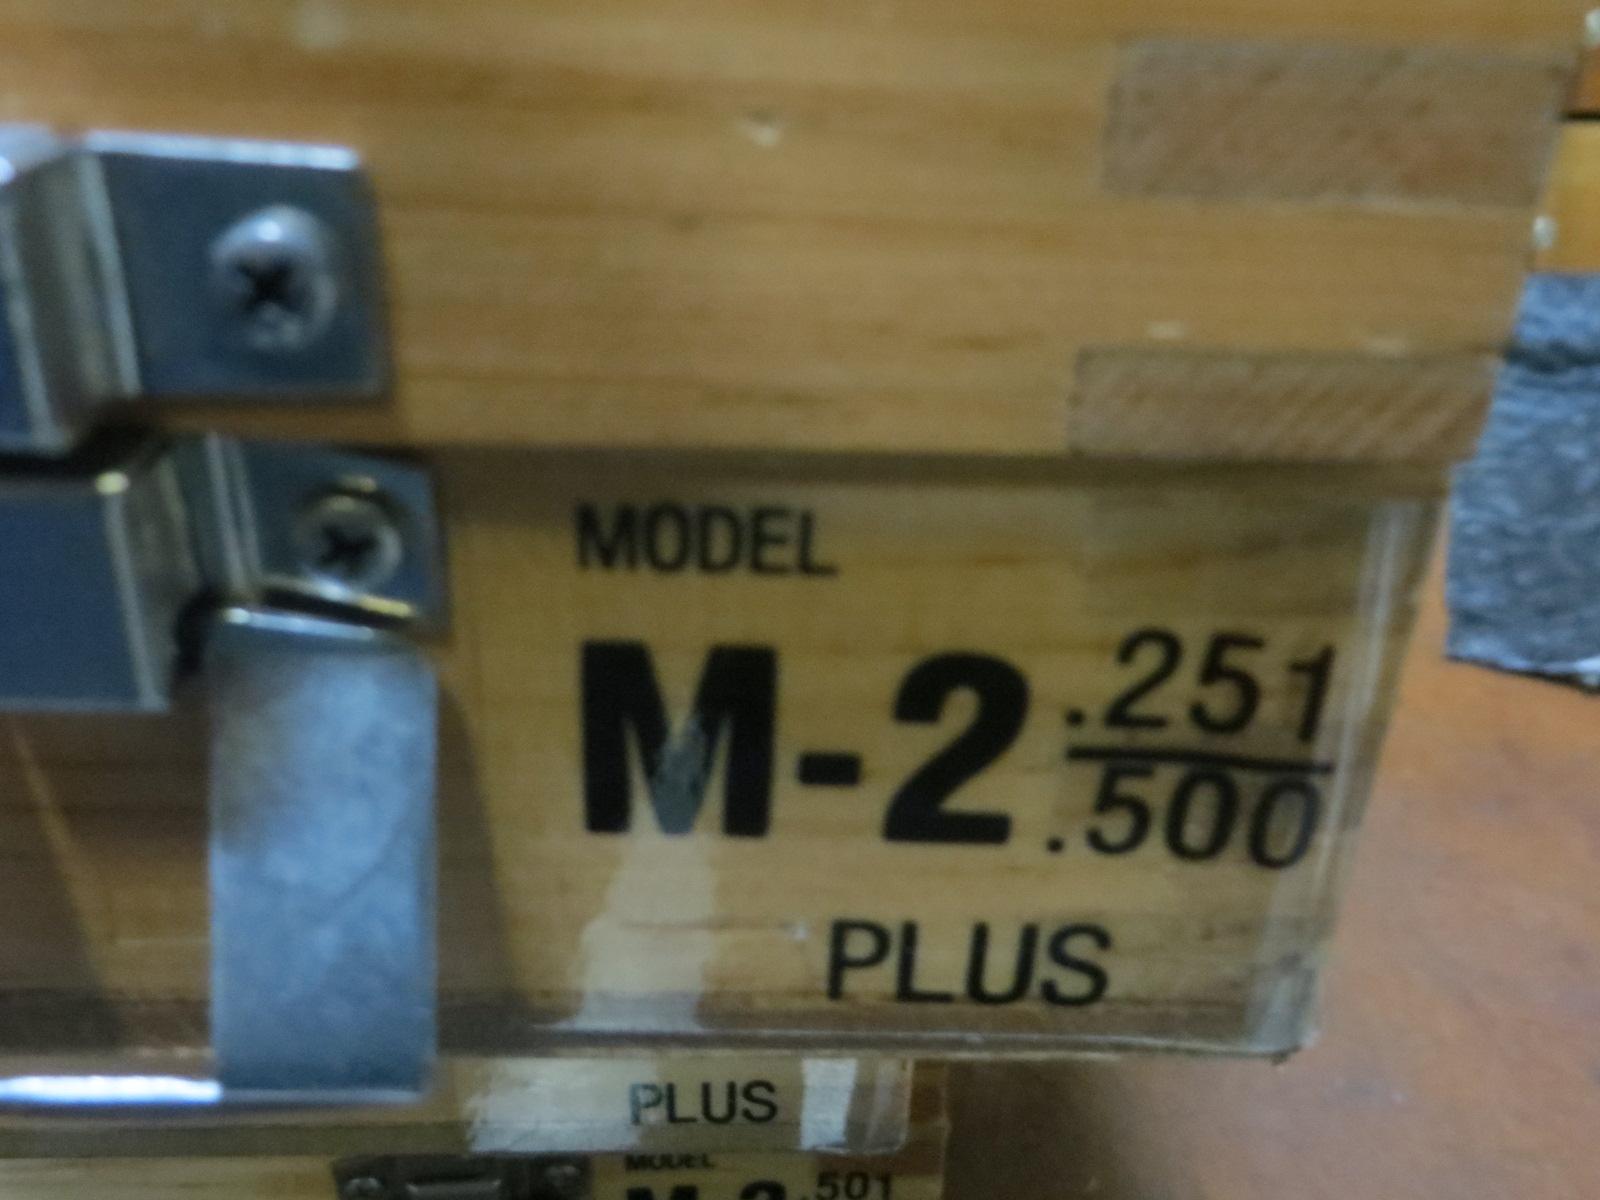 MODEL
M-2 .251
.500
PLUS
PLUS
MODEL
.501